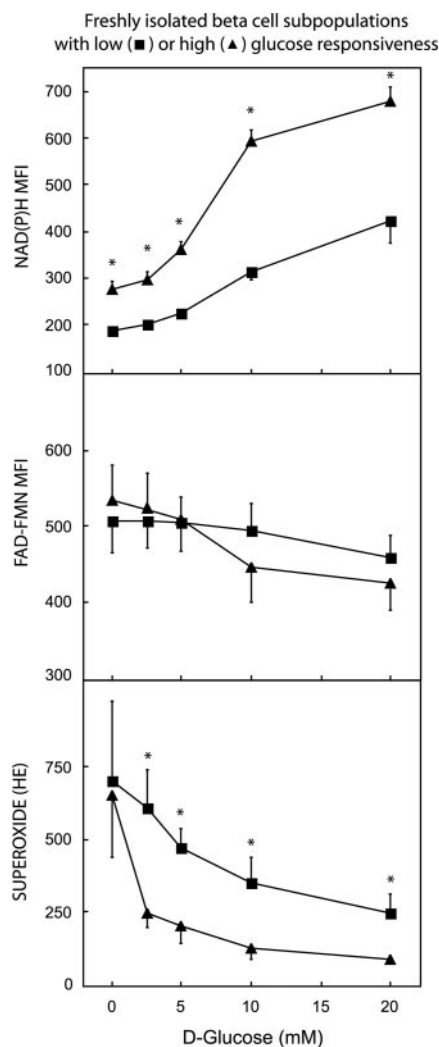 Freshly isolated beta cell subpopulations
with low (■) or high (▲) glucose responsiveness
NAD(P)H MFI
700
600
500
400
300
200
100
* * * * *
FAD-FMN MFI
600
500
400
300
SUPEROXIDE (HE)
750
500
250
0
* * * *
0 5 10 15 20
D-Glucose (mM)